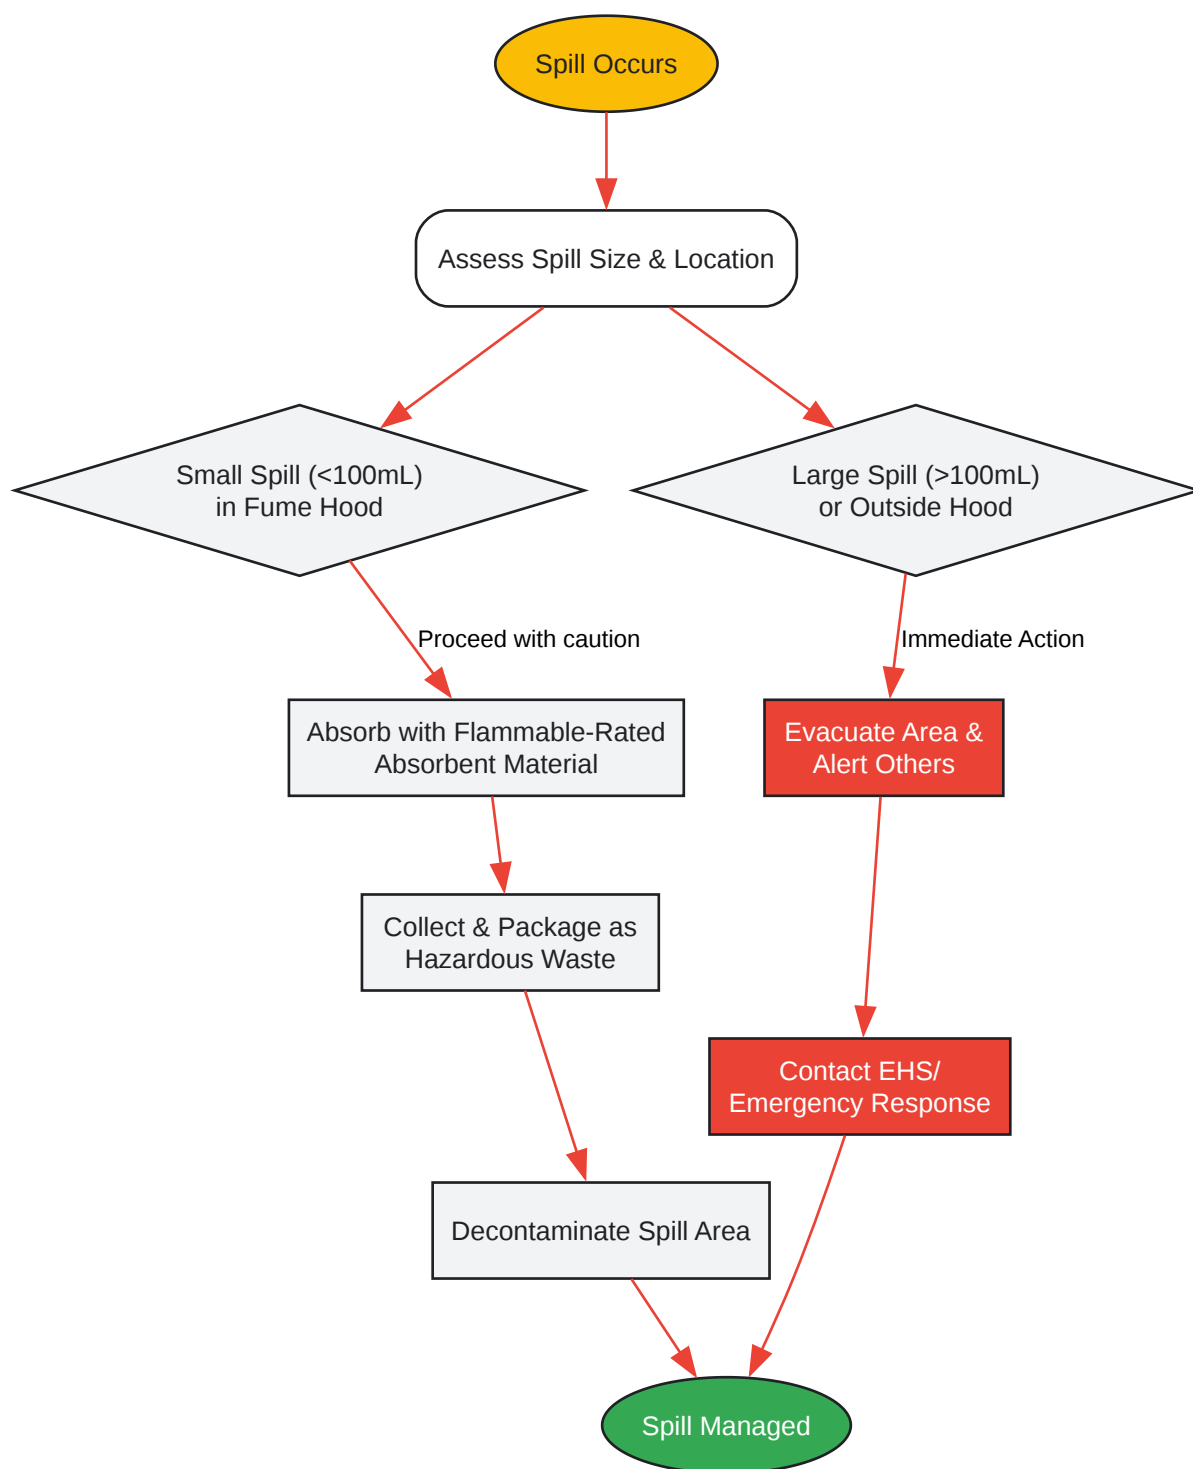 Spill Occurs
Assess Spill Size & Location
Small Spill (<100mL)
in Fume Hood
Large Spill (>100mL)
or Outside Hood
Proceed with caution
Immediate Action
Absorb with Flammable-Rated
Absorbent Material
Evacuate Area &
Alert Others
Collect & Package as
Hazardous Waste
Contact EHS/
Emergency Response
Decontaminate Spill Area
Spill Managed